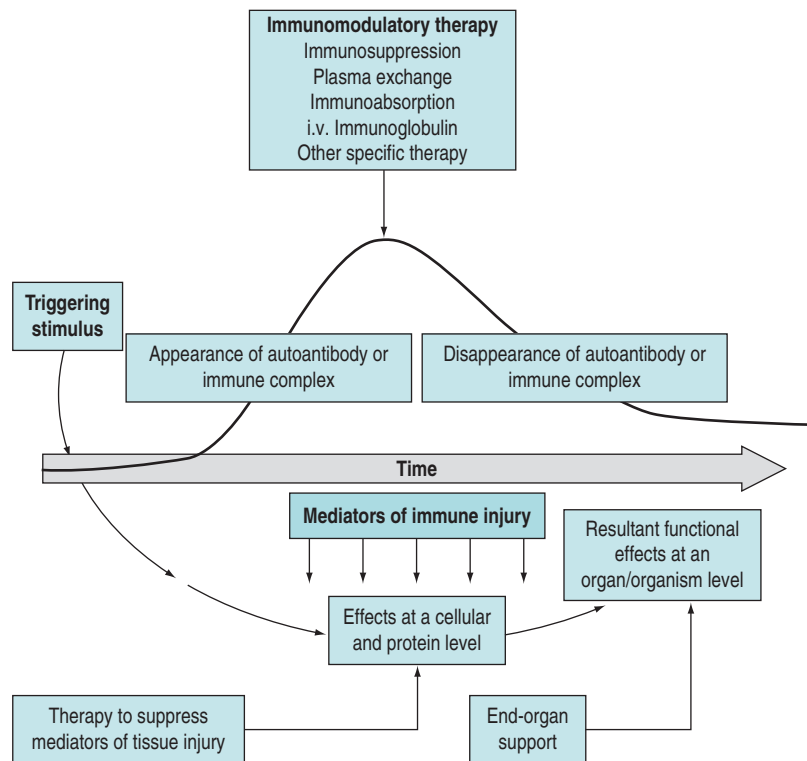 Immunomodulatory therapy
Immunosuppression
Plasma exchange
Immunoabsorption
i.v. Immunoglobulin
Other specific therapy
Triggering
stimulus
Appearance of autoantibody or
immune complex
Disappearance of autoantibody or
immune complex
Time
Mediators of immune injury
Resultant functional
effects at an
organ/organism level
Effects at a cellular
and protein level
Therapy to suppress
mediators of tissue injury
End-organ
support